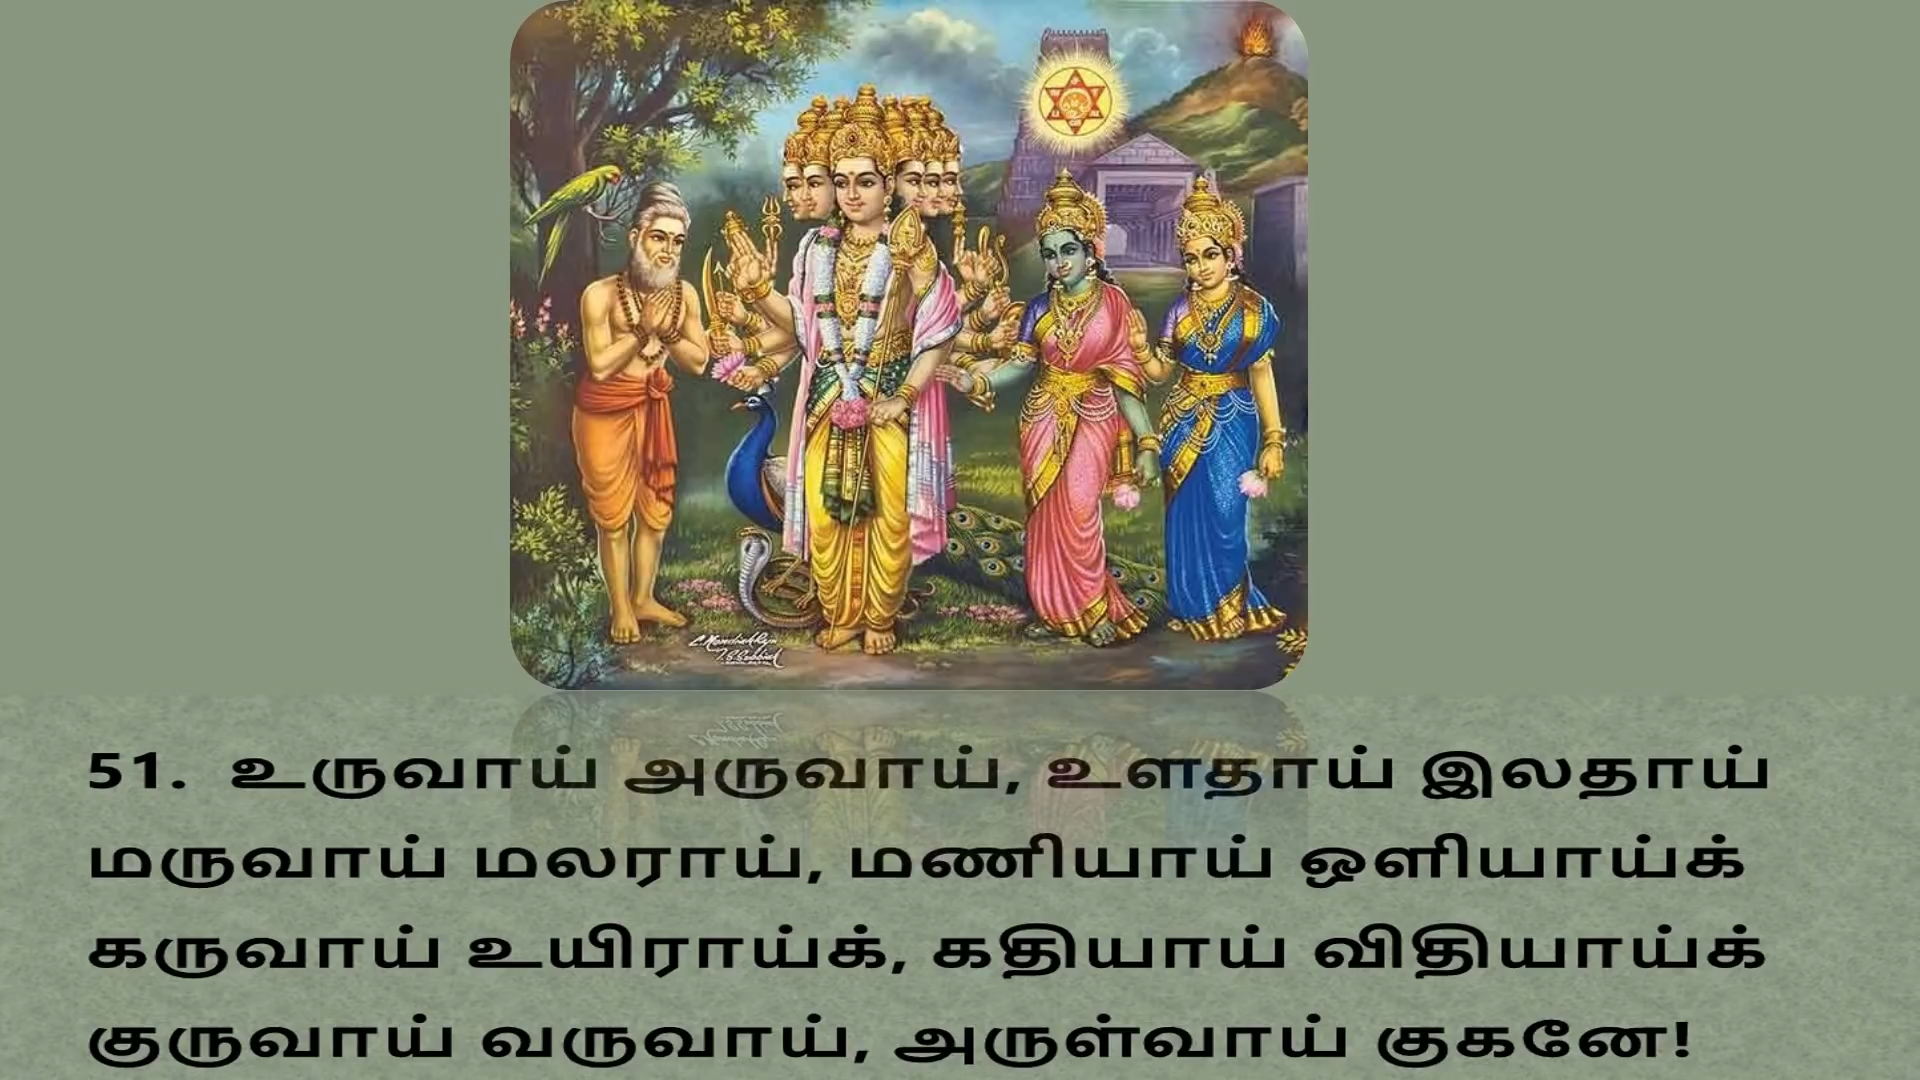 51. உருவாய் அருவாய், உளதாய் இலதாய்
மருவாய் மலராய், மணியாய் ஒளியாய்க்
கருவாய் உயிராய்க், கதியாய் விதியாய்க்
குருவாய் வருவாய், அருள்வாய் குகனே!